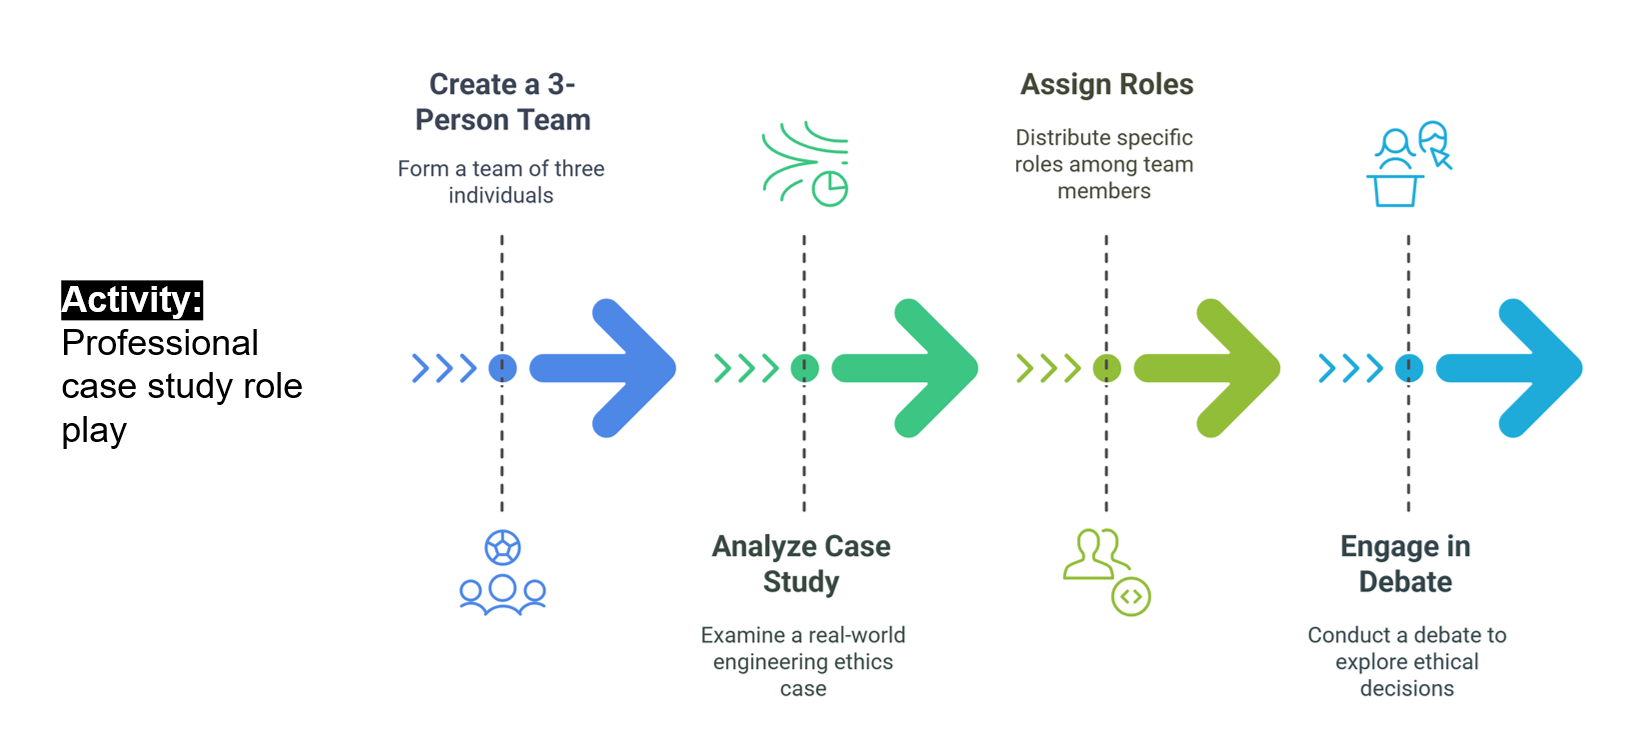 Activity:
Professional
case study role
play
Create a 3-
Person Team
Form a team of three
individuals
Analyze Case
Study
Examine a real-world
engineering ethics
case
Assign Roles
Distribute specific
roles among team
members
Engage in
Debate
Conduct a debate to
explore ethical
decisions